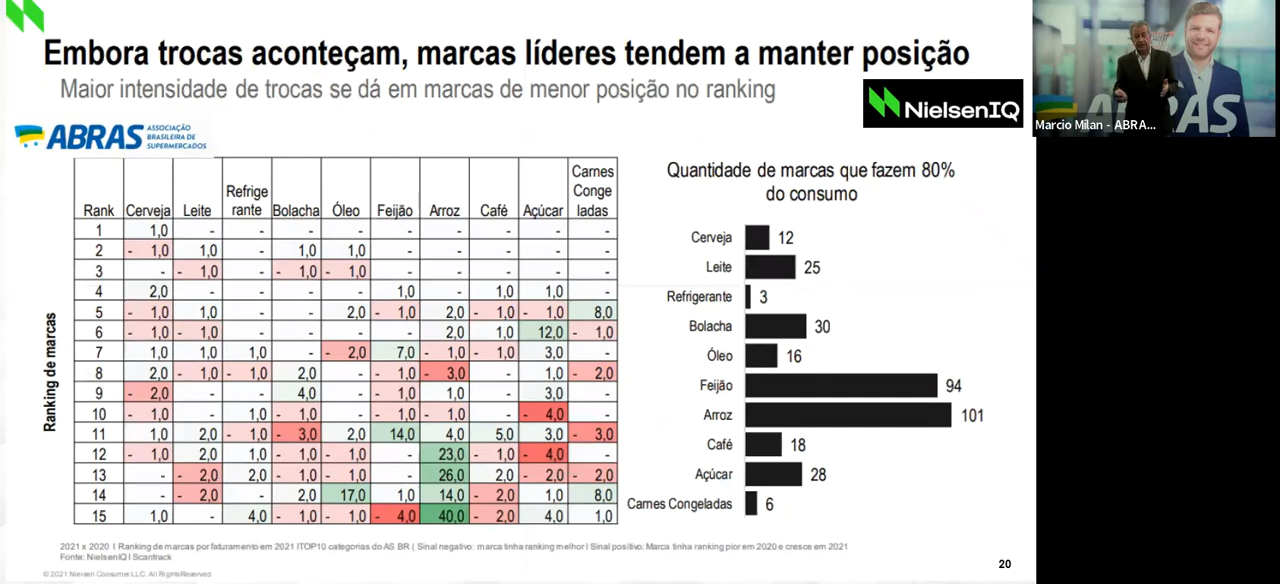 Embora trocas aconteçam, marcas líderes tendem a manter posição
Maior intensidade de trocas se dá em marcas de menor posição no ranking
NielsenIQ
ABRAS
Marcio Milan - ABRA...
ABRAS ASSOCIAÇÃO
BRASILEIRA DE
SUPERMERCADOS
Ranking de marcas
Rank Cerveja Leite Refrige rante Bolacha Óleo Feijão Arroz Café Açúcar Carnes Conge ladas
1 1,0 - - - - - - - - -
2 - 1,0 1,0 - 1,0 1,0 - - - - -
3 - - 1,0 - - 1,0 - 1,0 - - - - -
4 2,0 - - - - 1,0 - 1,0 1,0 -
5 - 1,0 1,0 - - 2,0 - 1,0 2,0 - 1,0 - 1,0 8,0
6 - 1,0 - 1,0 - - - - 2,0 1,0 12,0 - 1,0
7 1,0 1,0 1,0 - - 2,0 7,0 - 1,0 - 1,0 3,0 -
8 2,0 - 1,0 - 1,0 2,0 - - 1,0 - 3,0 - 1,0 - 2,0
9 - 2,0 - - 4,0 - - 1,0 1,0 - 3,0 -
10 - 1,0 - 1,0 - 1,0 - - 1,0 - 1,0 - - 4,0 -
11 1,0 2,0 - 1,0 - 3,0 2,0 14,0 4,0 5,0 3,0 - 3,0
12 - 1,0 2,0 1,0 - 1,0 - 1,0 - 23,0 - 1,0 - 4,0 -
13 - - 2,0 2,0 - 1,0 - 1,0 - 26,0 2,0 - 2,0 - 2,0
14 - - 2,0 - 2,0 17,0 1,0 14,0 - 2,0 1,0 8,0
15 1,0 - 4,0 - 1,0 - 1,0 - 4,0 40,0 - 2,0 4,0 1,0
Quantidade de marcas que fazem 80%
do consumo
Cerveja 12
Leite 25
Refrigerante 3
Bolacha 30
Óleo 16
Feijão 94
Arroz 101
Café 18
Açúcar 28
Carnes Congeladas 6
2021 x 2020 I Ranking de marcas por faturamento em 2021 ITOP10 categorias do AS BR ( Sinal negativo: marca tinha ranking melhor I Sinal positivo: Marca tinha ranking pior em 2020 e cresce em 2021
Fonte: NielsenIQ I Scantrack
© 2021 Nielsen Consumer LLC. All Rights Reserved.
20